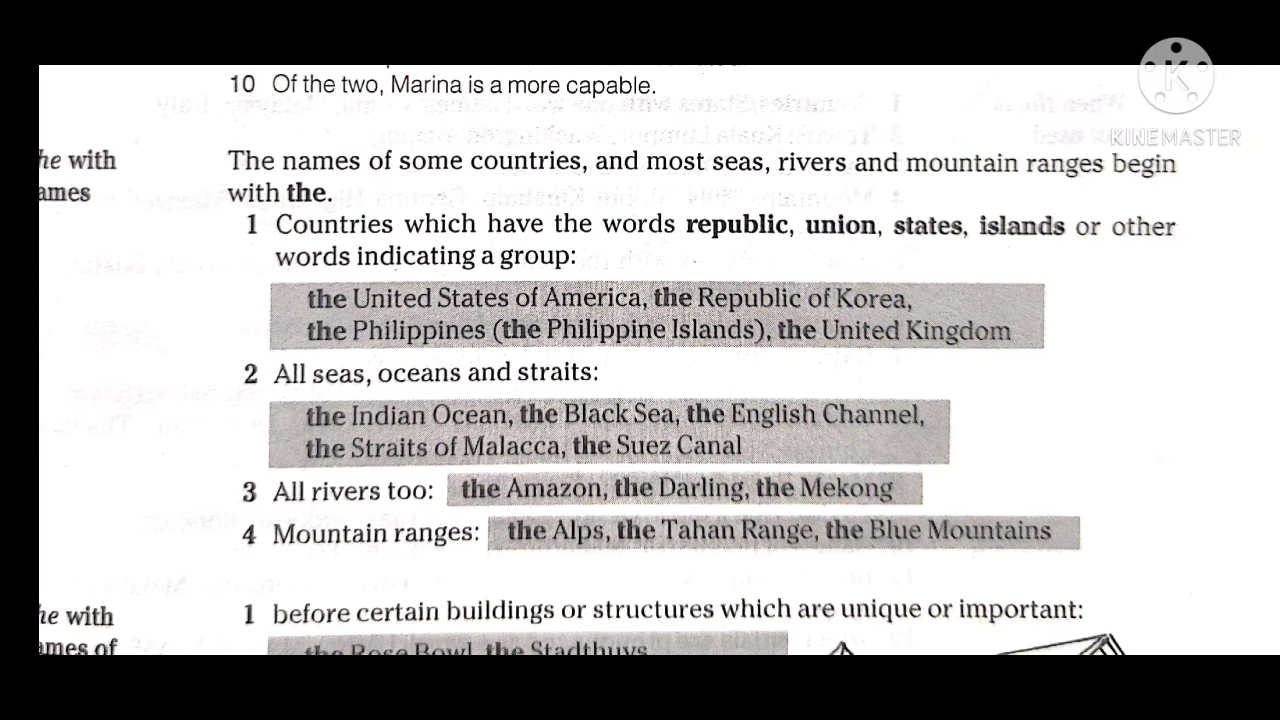 10 Of the two, Marina is a more capable.
KINEMASTER
he with
ames
The names of some countries, and most seas, rivers and mountain ranges begin
with the.
1 Countries which have the words republic, union, states, islands or other
words indicating a group:
the United States of America, the Republic of Korea,
the Philippines (the Philippine Islands), the United Kingdom
2 All seas, oceans and straits:
the Indian Ocean, the Black Sea, the English Channel,
the Straits of Malacca, the Suez Canal
3 All rivers too: the Amazon, the Darling, the Mekong
4 Mountain ranges: the Alps, the Tahan Range, the Blue Mountains
he with
ames of
1 before certain buildings or structures which are unique or important:
the Rose Bowl, the Stadthuys